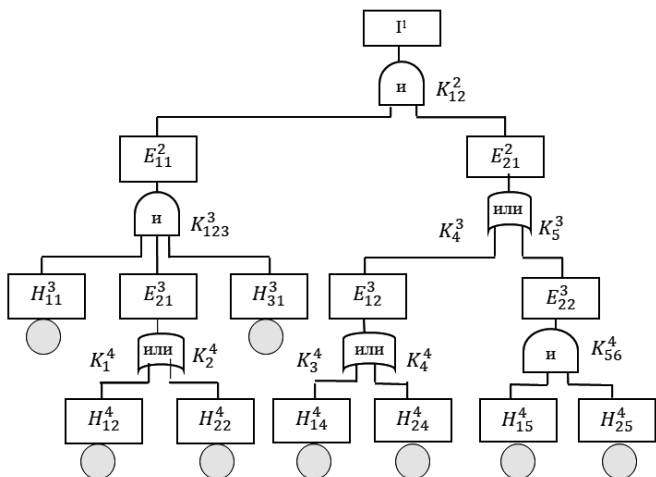 I¹
и K₁₂²
E₁₁² E₂₁²
и K₁₂₃³ K₄³ или K₅³
H₁₁³ E₂₁³ H₃₁³ E₁₂³ E₂₂³
K₁⁴ или K₂⁴ K₃⁴ или K₄⁴ и K₅₆⁴
H₁₂⁴ H₂₂⁴ H₁₄⁴ H₂₄⁴ H₁₅⁴ H₂₅⁴